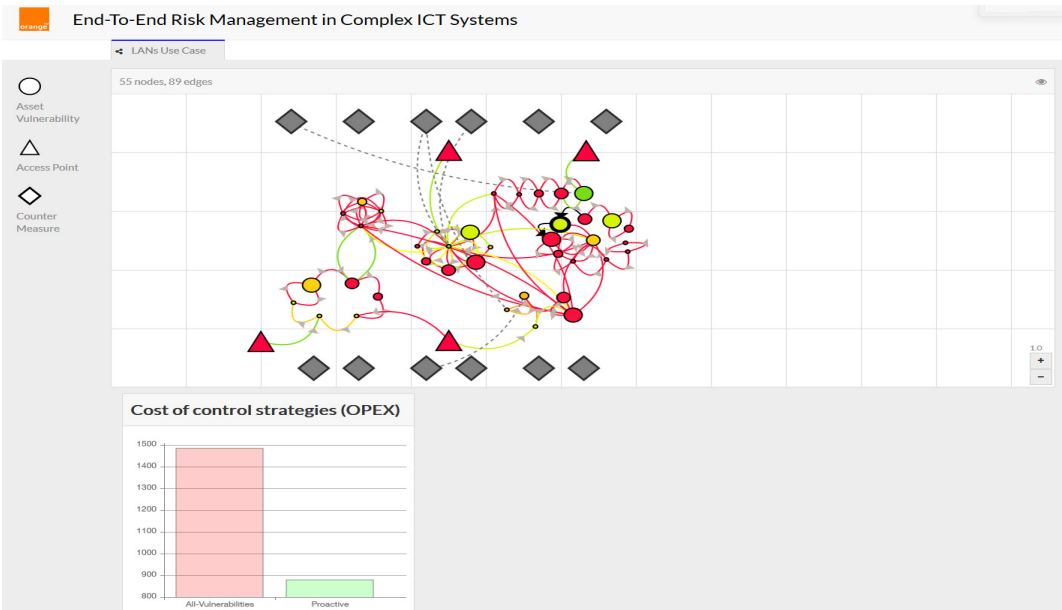 orange™
End-To-End Risk Management in Complex ICT Systems
LANs Use Case
55 nodes, 89 edges
Asset
Vulnerability
Access Point
Counter
Measure
1.0
+
−
Cost of control strategies (OPEX)
1500
1400
1300
1200
1100
1000
900
800
All-Vulnerabilities
Proactive